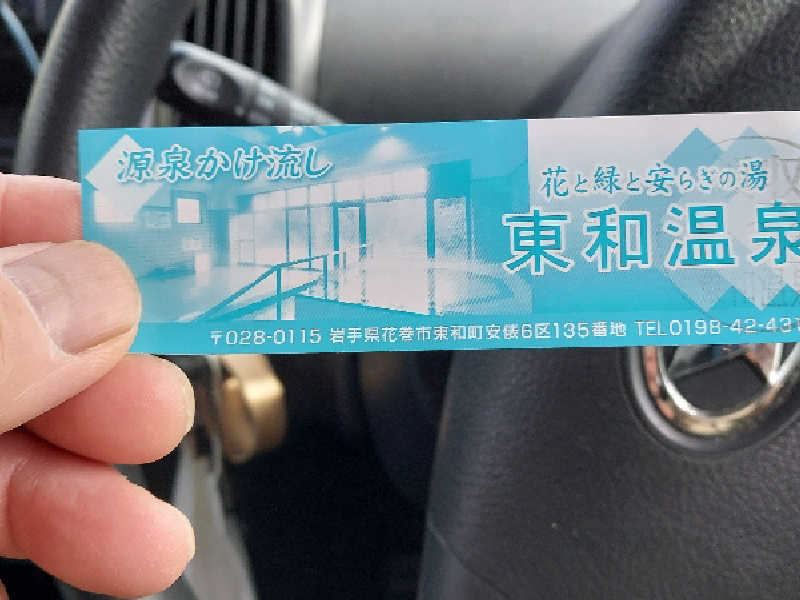 源泉かけ流し
花と緑と安らぎの湯
東和温泉
〒028-0115 岩手県花巻市東和町安俵6区135番地 TEL0198-42-43